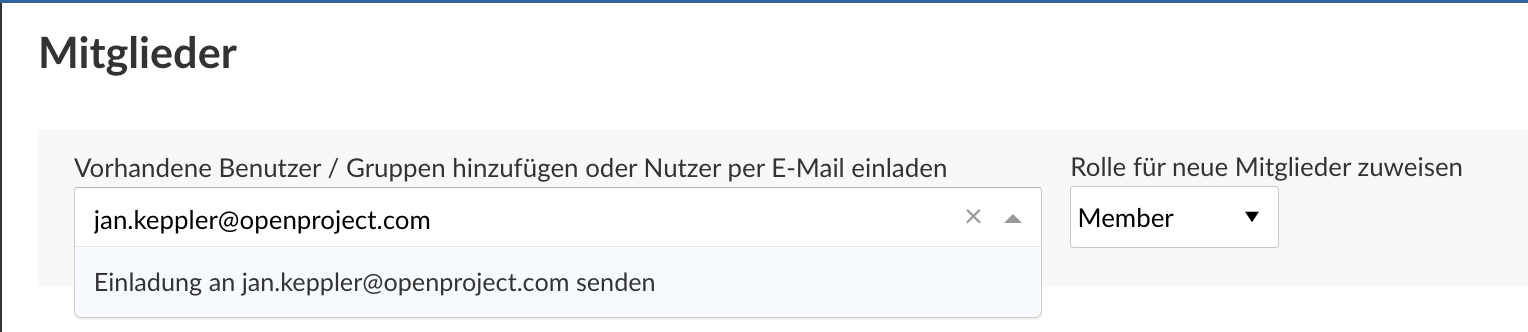 Mitglieder
Vorhandene Benutzer / Gruppen hinzufügen oder Nutzer per E-Mail einladen
Rolle für neue Mitglieder zuweisen
jan.keppler@openproject.com
Member
Einladung an jan.keppler@openproject.com senden